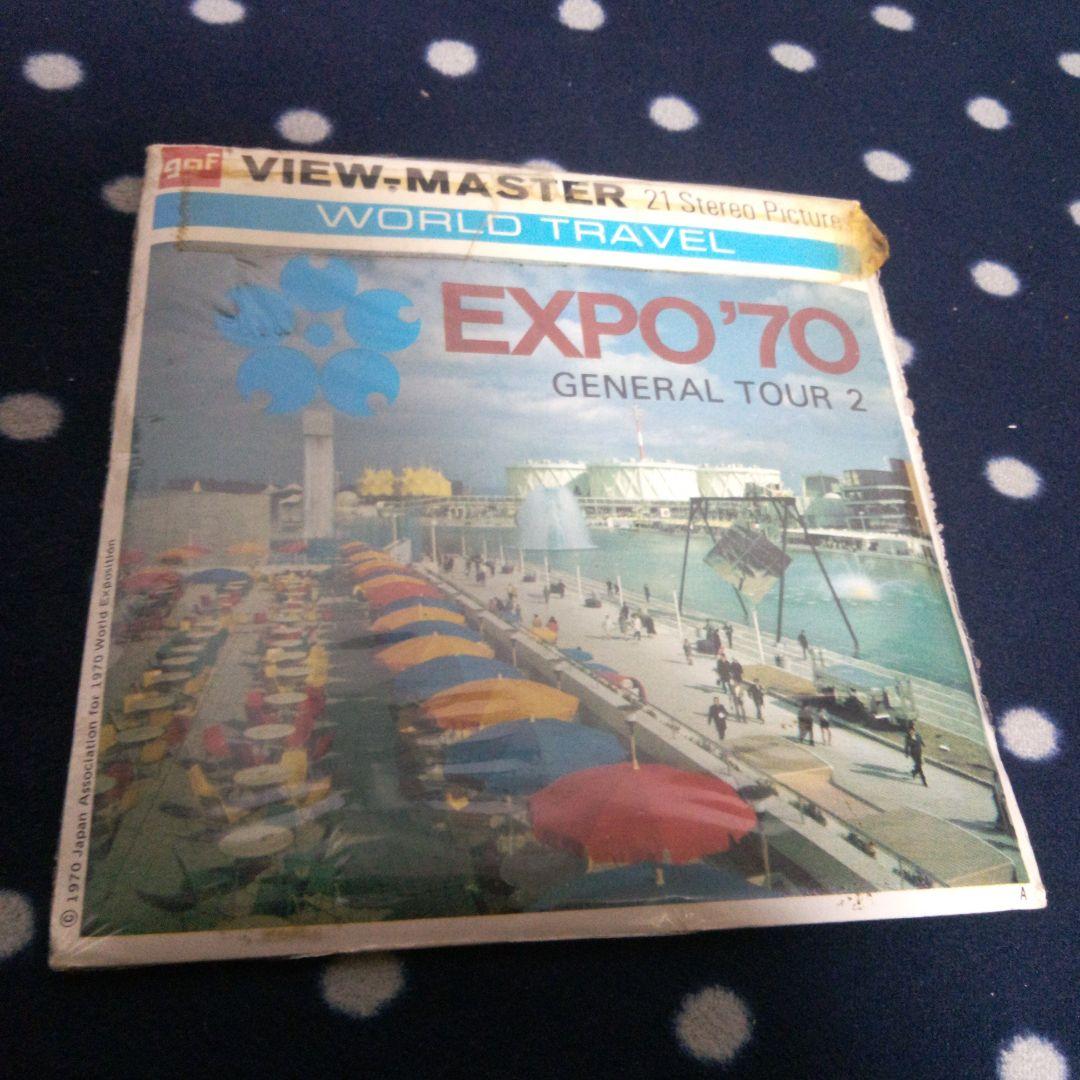 gaf VIEW-MASTER 21 Stereo Picture
WORLD TRAVEL
EXPO'70
GENERAL TOUR 2
© 1970 Japan Association for 1970 World Exposition
A